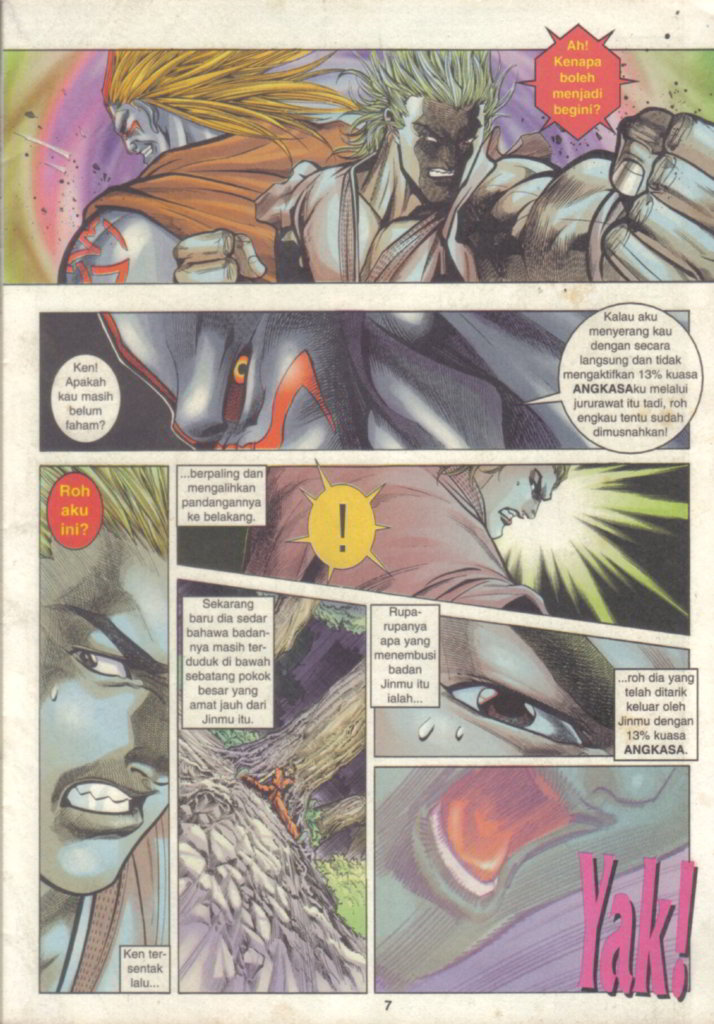 Ah!
Kenapa
boleh
menjadi
begini?
Ken!
Apakah
kau masih
belum
faham?
Kalau aku
menyerang kau
dengan secara
langsung dan tidak
mengaktifkan 13% kuasa
ANGKASAku melalui
jururawat itu tadi, roh
engkau tentu sudah
dimusnahkan!
Roh
aku
ini?
Ken ter-
sentak
lalu...
...berpaling dan
mengalihkan
pandangannya
ke belakang.
!
Sekarang
baru dia sedar
bahawa badan-
nya masih ter-
duduk di bawah
sebatang pokok
besar yang
amat jauh dari
Jinmu itu.
Rupa-
rupanya
apa yang
menembusi
badan
Jinmu itu
ialah...
...roh dia yang
telah ditarik
keluar oleh
Jinmu dengan
13% kuasa
ANGKASA.
Yak!
7